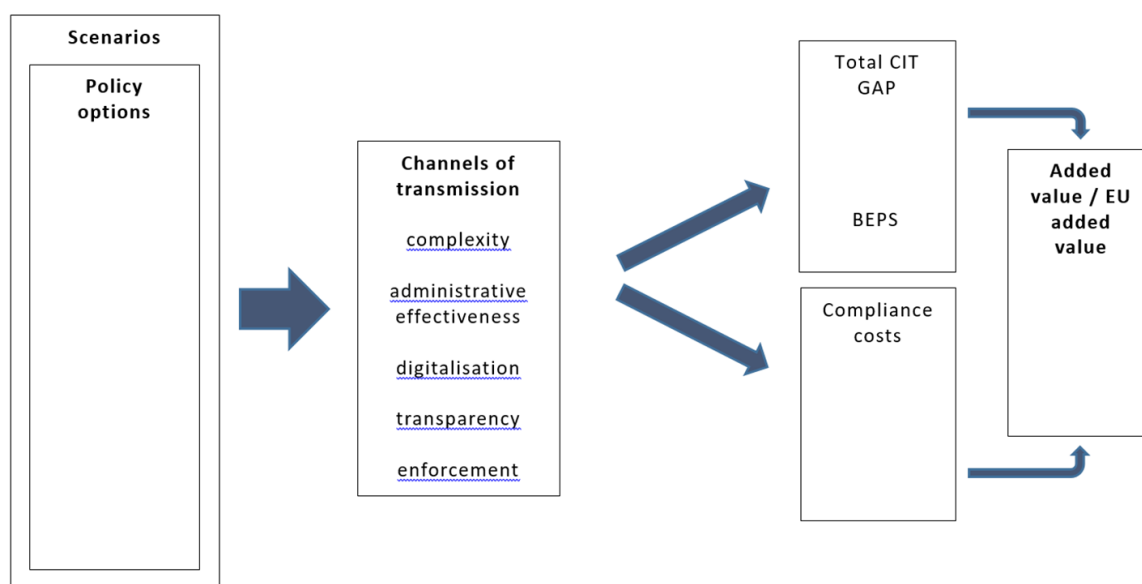 Scenarios
Policy
options
Channels of
transmission
complexity
administrative
effectiveness
digitalisation
transparency
enforcement
Total CIT
GAP
BEPS
Compliance
costs
Added
value / EU
added
value